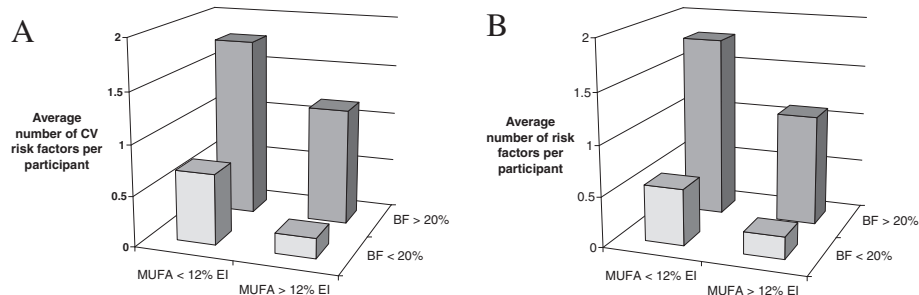 A
2
1.5
1
0.5
0
Average
number of CV
risk factors per
participant
MUFA < 12% EI
MUFA > 12% EI
BF > 20%
BF < 20%
B
2
1.5
1
0.5
0
Average
number of risk
factors per
participant
MUFA < 12% EI
MUFA > 12% EI
BF > 20%
BF < 20%